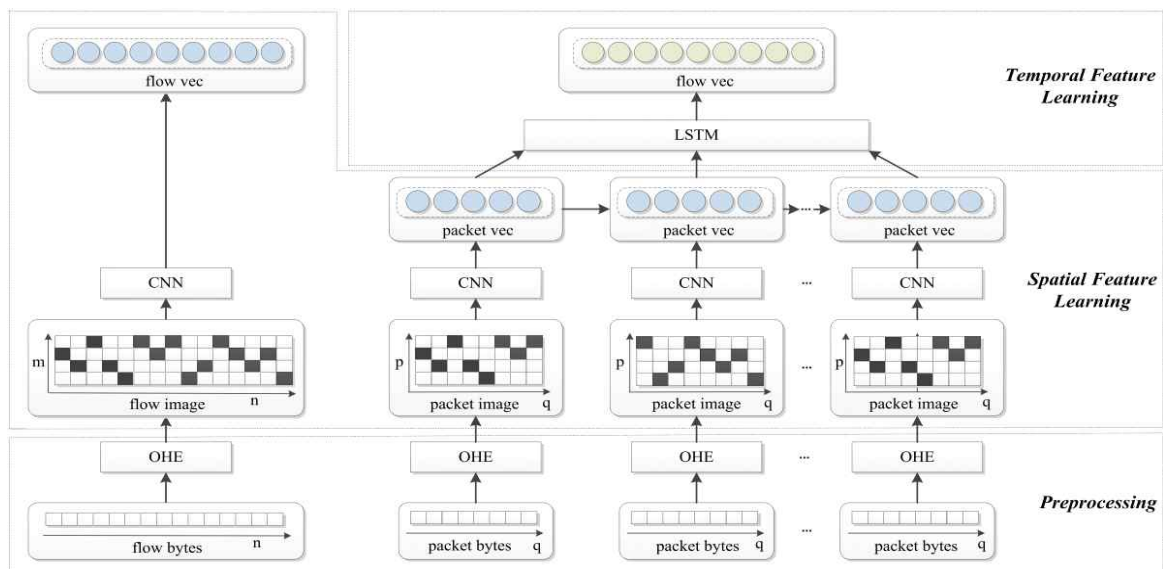 flow vec
flow vec
Temporal Feature
Learning
LSTM
packet vec
packet vec
...
packet vec
CNN
CNN
CNN
...
CNN
Spatial Feature
Learning
m
flow image
n
p
packet image
q
p
packet image
q
...
p
packet image
q
OHE
OHE
OHE
...
OHE
Preprocessing
flow bytes
n
packet bytes
q
packet bytes
q
...
packet bytes
q